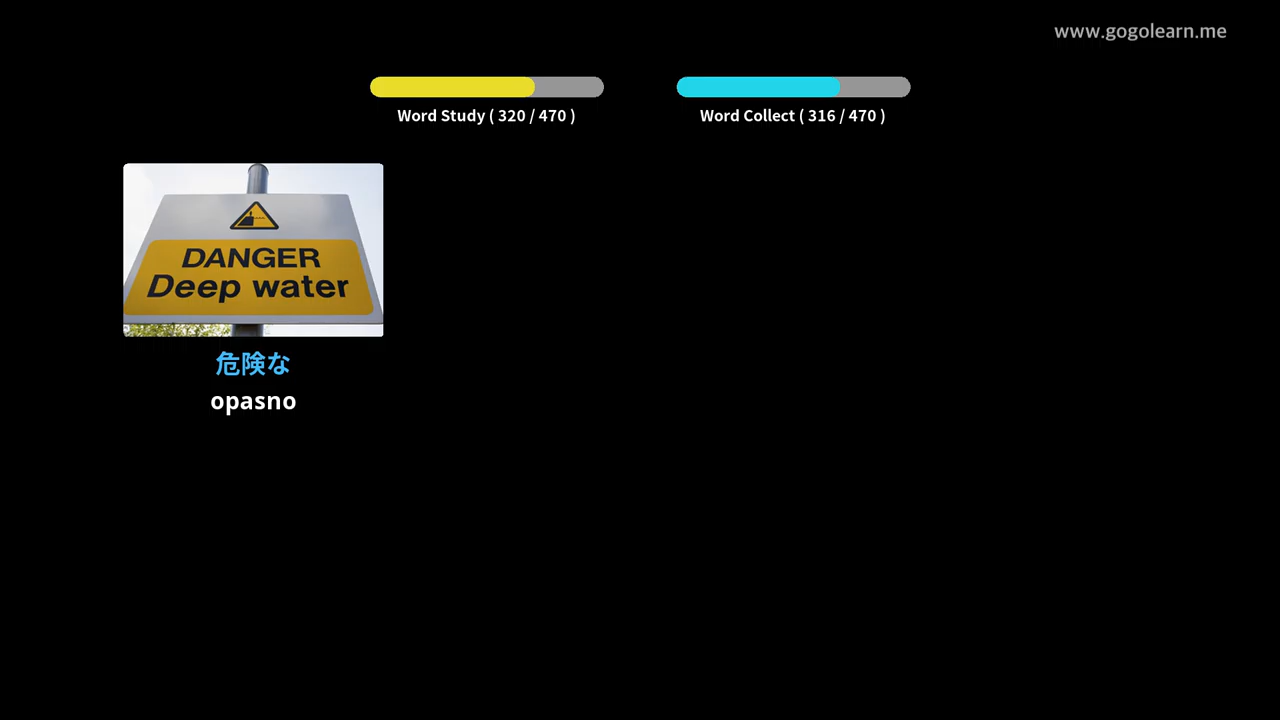 www.gogolearn.me
Word Study ( 320 / 470 )
Word Collect ( 316 / 470 )
DANGER
Deep water
危険な
opasno